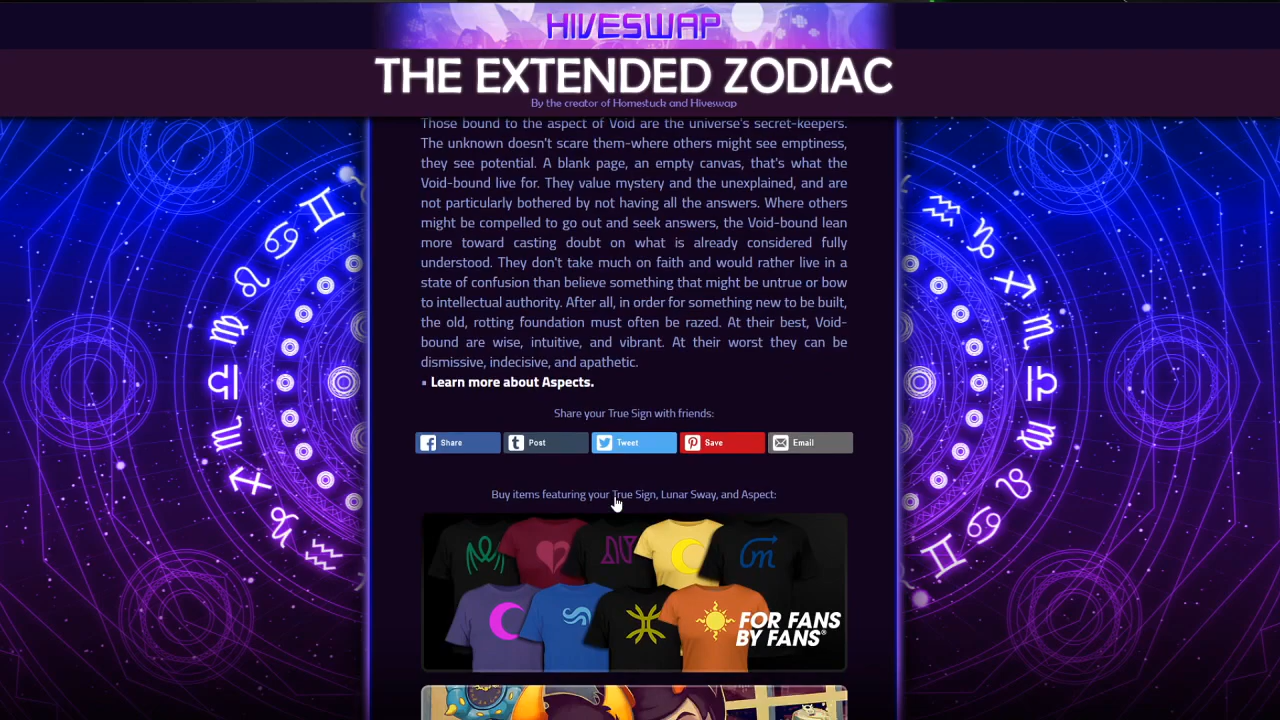 HIVESWAP
THE EXTENDED ZODIAC
By the creator of Homestuck and Hiveswap
Those bound to the aspect of Void are the universe's secret-keepers.
The unknown doesn't scare them-where others might see emptiness,
they see potential. A blank page, an empty canvas, that's what the
Void-bound live for. They value mystery and the unexplained, and are
not particularly bothered by not having all the answers. Where others
might be compelled to go out and seek answers, the Void-bound lean
more toward casting doubt on what is already considered fully
understood. They don't take much on faith and would rather live in a
state of confusion than believe something that might be untrue or bow
to intellectual authority. After all, in order for something new to be built,
the old, rotting foundation must often be razed. At their best, Void-
bound are wise, intuitive, and vibrant. At their worst they can be
dismissive, indecisive, and apathetic.
▪ Learn more about Aspects.
Share your True Sign with friends:
Share
Post
Tweet
Save
Email
Buy items featuring your True Sign, Lunar Sway, and Aspect:
FOR FANS
BY FANS®